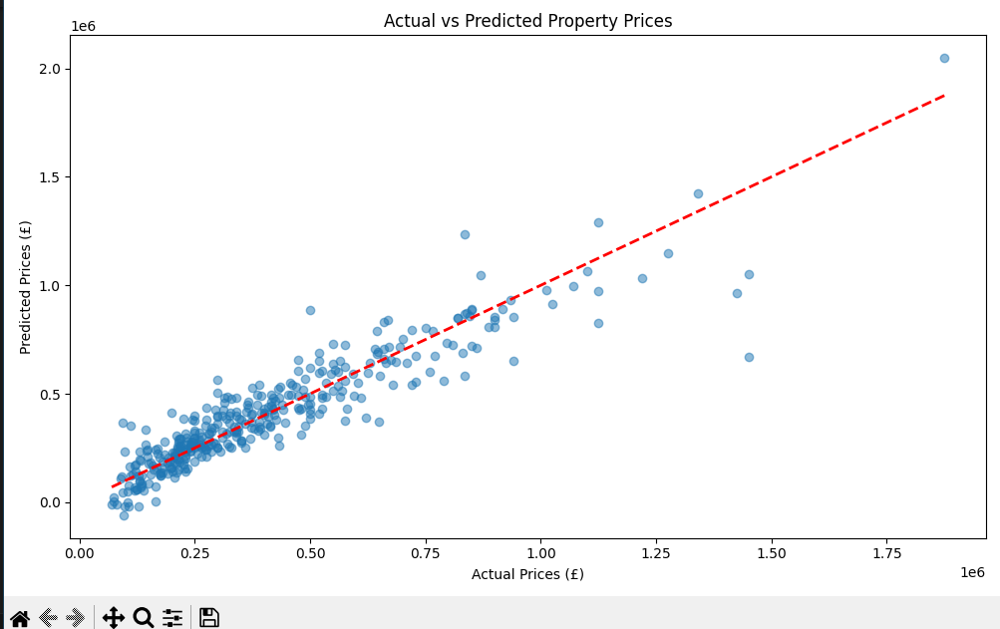 Actual vs Predicted Property Prices
1e6
2.0
1.5
1.0
0.5
0.0
Predicted Prices (£)
0.00 0.25 0.50 0.75 1.00 1.25 1.50 1.75
Actual Prices (£)
1e6